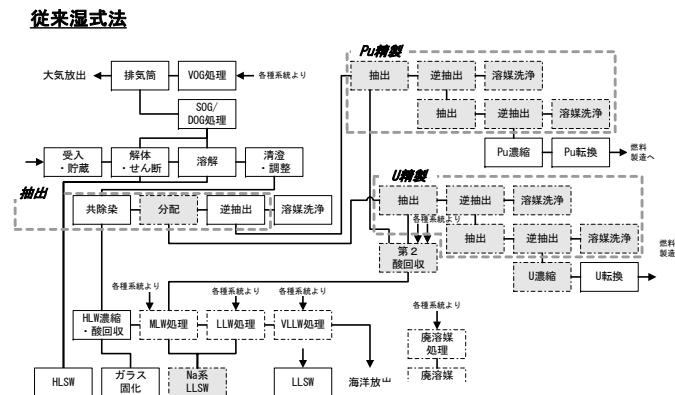 従来湿式法
Pu精製
大気放出
排気筒
VOG処理
各種系統より
抽出
逆抽出
溶媒洗浄
SOG/
DOG処理
抽出
逆抽出
溶媒洗浄
受入
・貯蔵
解体
・せん断
溶解
清澄
・調整
Pu濃縮
Pu転換
燃料
製造へ
抽出
U精製
共除染
分配
逆抽出
溶媒洗浄
抽出
逆抽出
溶媒洗浄
各種系統より
抽出
逆抽出
溶媒洗浄
第2
酸回収
燃料
製造
U濃縮
U転換
各種系統より
各種系統より
各種系統より
各種系統より
HLW濃縮
・酸回収
MLW処理
LLW処理
VLLW処理
廃溶媒
処理
HLSW
ガラス
固化
Na系
LLSW
LLSW
海洋放出
廃溶媒